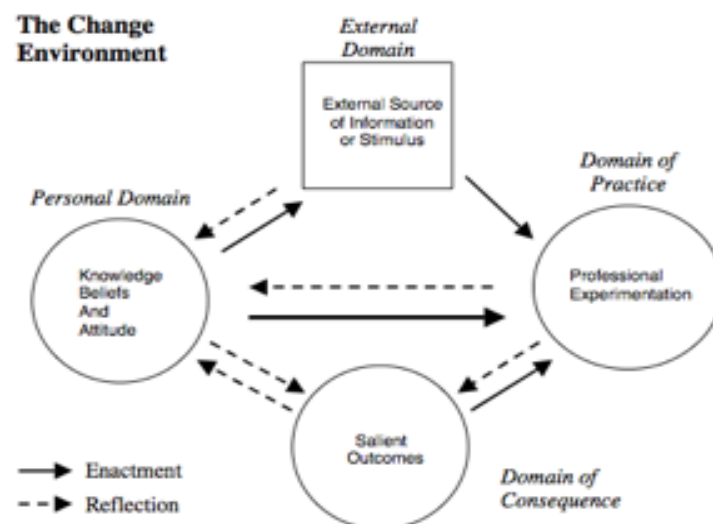 The Change
Environment
External
Domain
External Source
of Information
or Stimulus
Domain of
Practice
Personal Domain
Knowledge
Beliefs
And
Attitude
Professional
Experimentation
Salient
Outcomes
Enactment
Reflection
Domain of
Consequence